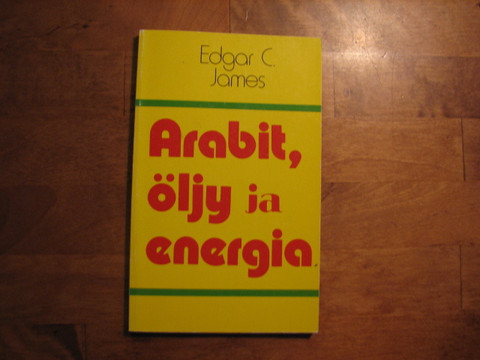 Edgar C.
James
Arabit,
öljy ja
energia.